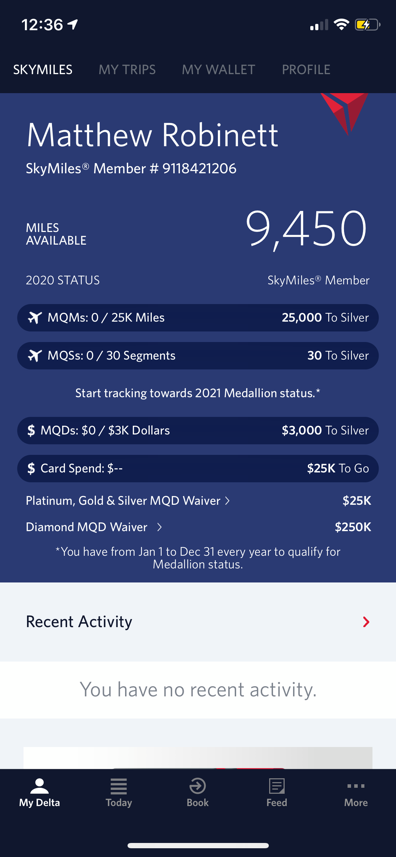 12:36
SKYMILES MY TRIPS MY WALLET PROFILE
Matthew Robinett
SkyMiles® Member # 9118421206
MILES
AVAILABLE
9,450
2020 STATUS SkyMiles® Member
MQMs: 0 / 25K Miles 25,000 To Silver
MQSs: 0 / 30 Segments 30 To Silver
Start tracking towards 2021 Medallion status.*
$ MQDs: $0 / $3K Dollars $3,000 To Silver
$ Card Spend: $-- $25K To Go
Platinum, Gold & Silver MQD Waiver > $25K
Diamond MQD Waiver > $250K
*You have from Jan 1 to Dec 31 every year to qualify for
Medallion status.
Recent Activity >
You have no recent activity.
My Delta Today Book Feed More